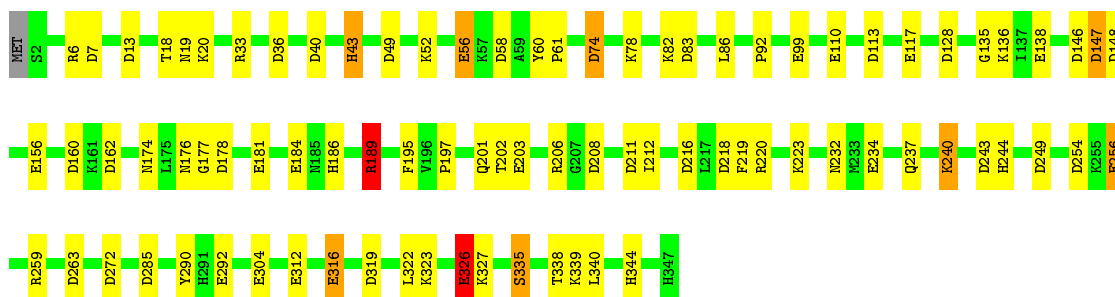 MET S2 R6 D7 D13 T18 N19 K20 R33 D36 D40 H43 D49 K52 E56 K57 D58 A59 Y60 P61 D74 K78 K82 D83 L86 P92 E99 E110 D113 E117 D128 G135 K136 I137 E138 D146 D147 D148
E156 D160 K161 D162 N174 L175 N176 G177 D178 E181 E184 N185 H186 R189 F195 V196 P197 Q201 T202 E203 R206 G207 D208 D211 I212 D216 L217 D218 F219 R220 K223 N232 M233 E234 Q237 K240 D243 H244 D249 D254 K255 E256
R259 D263 D272 D285 Y290 H291 E292 E304 E312 E316 D319 L322 K323 E326 K327 S335 T338 K339 L340 H344 H347